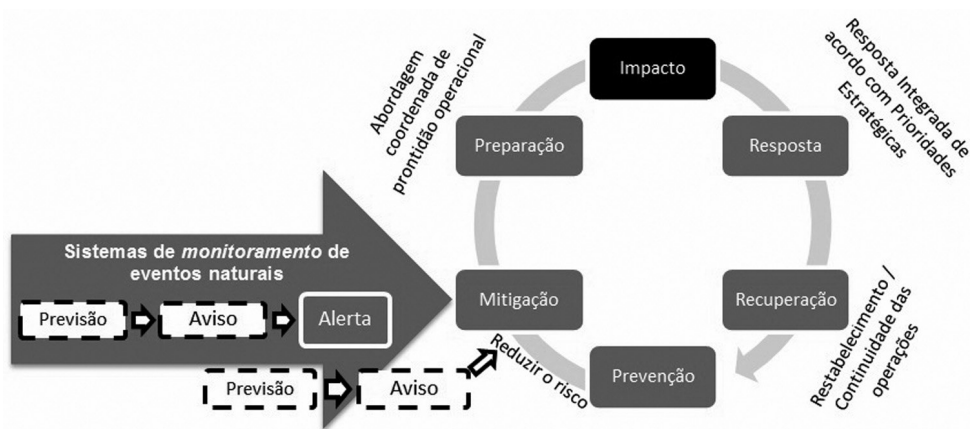 Abordagem
coordenada de
prontidão operacional
Impacto
Resposta Integrada de
acordo com Prioridades
Estratégicas
Preparação
Resposta
Sistemas de monitoramento de
eventos naturais
Previsão
Aviso
Alerta
Mitigação
Recuperação
Previsão
Aviso
Reduzir o risco
Prevenção
Restabelecimento /
Continuidade das
operações